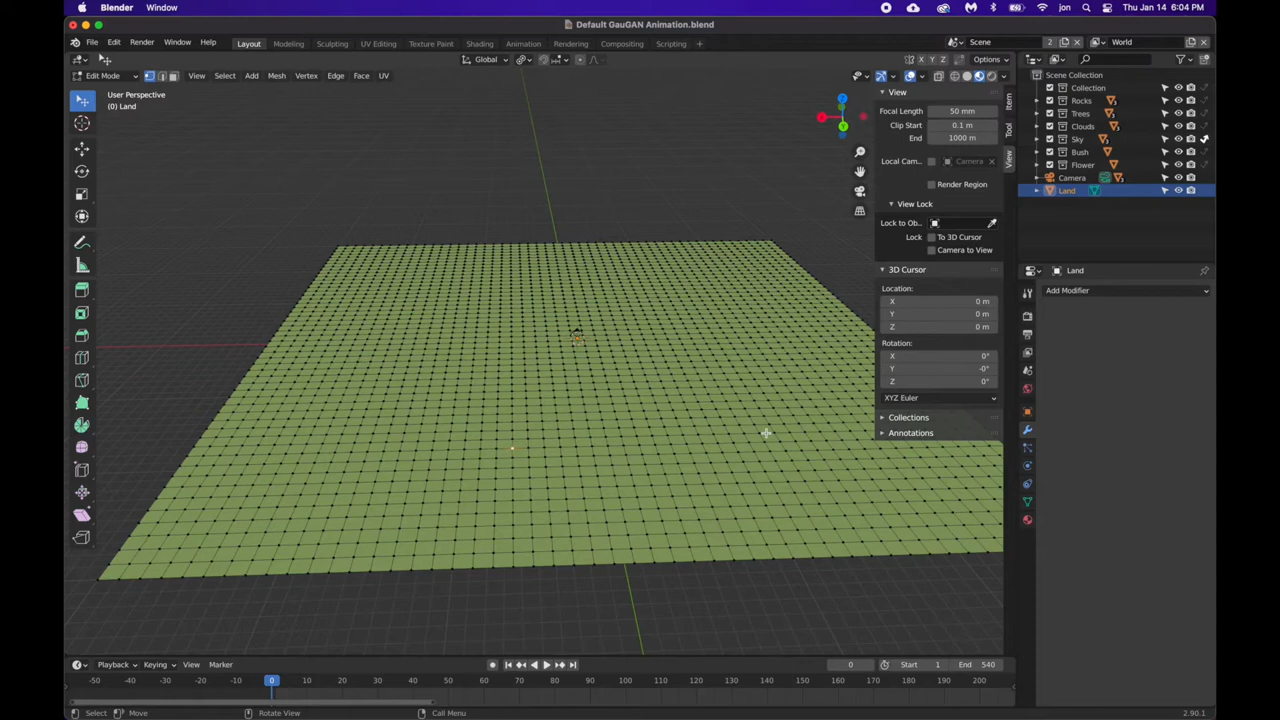 Blender Window jon Thu Jan 14 6:04 PM
Default GauGAN Animation.blend
File Edit Render Window Help Layout Modeling Sculpting UV Editing Texture Paint Shading Animation Rendering Compositing Scripting + Scene 2 World
Global X Y Z Options
Edit Mode View Select Add Mesh Vertex Edge Face UV
User Perspective
(0) Land
Z
X
Y
View
Focal Length 50 mm
Clip Start 0.1 m
End 1000 m
Local Cam... Camera
Render Region
View Lock
Lock to Ob...
Lock To 3D Cursor
Camera to View
3D Cursor
Location:
X 0 m
Y 0 m
Z 0 m
Rotation:
X 0°
Y -0°
Z 0°
XYZ Euler
Collections
Annotations
Item
Tool
View
Scene Collection
Collection
Rocks
Trees
Clouds
Sky
Bush
Flower
Camera
Land
Land
Add Modifier
Playback Keying View Marker 0 Start 1 End 540
-50 -40 -30 -20 -10 0 10 20 30 40 50 60 70 80 90 100 110 120 130 140 150 160 170 180 190 200
Select Move Rotate View Call Menu 2.90.1